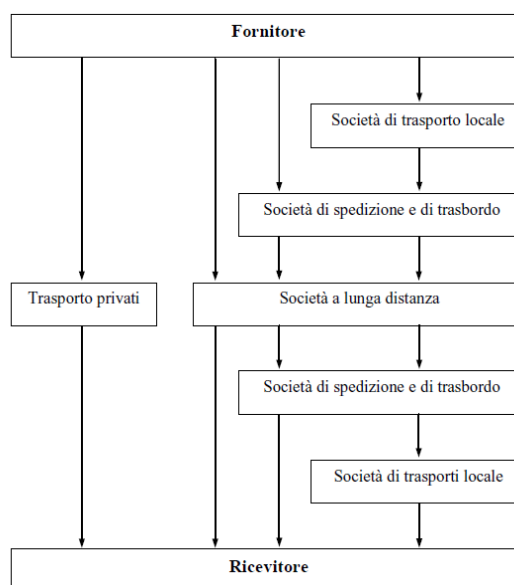 Fornitore
Società di trasporto locale
Società di spedizione e di trasbordo
Trasporto privati
Società a lunga distanza
Società di spedizione e di trasbordo
Società di trasporti locale
Ricevitore